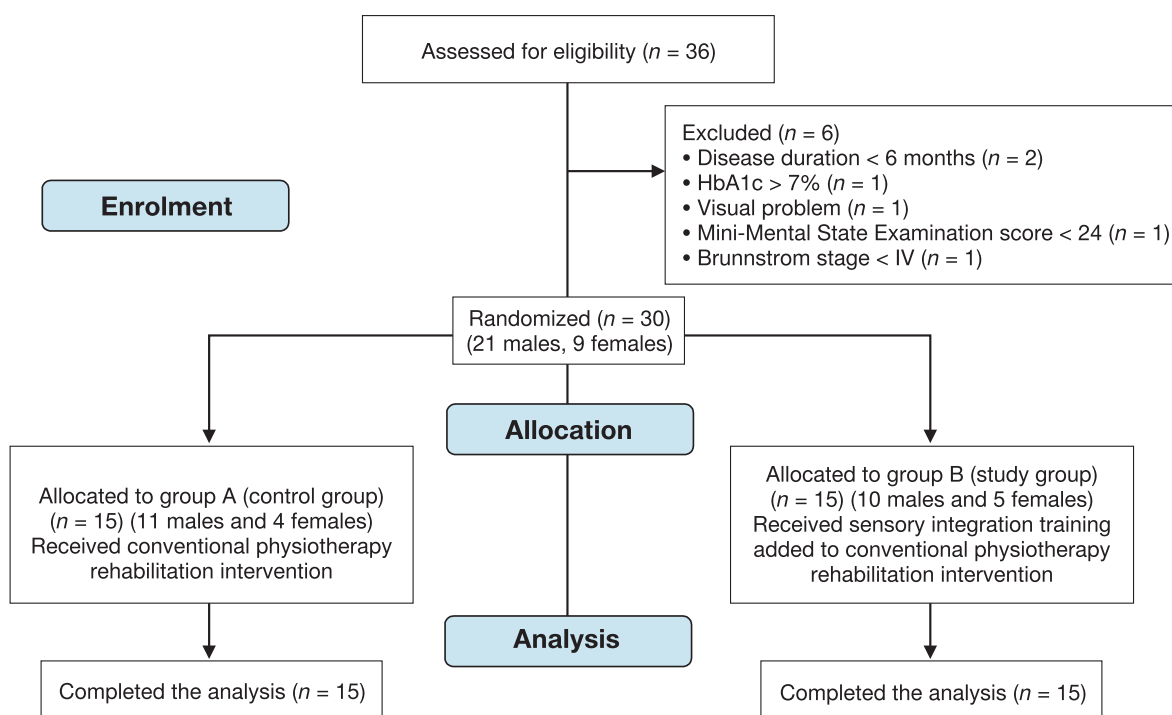 Assessed for eligibility (n = 36)
Excluded (n = 6)
• Disease duration < 6 months (n = 2)
• HbA1c > 7% (n = 1)
• Visual problem (n = 1)
• Mini-Mental State Examination score < 24 (n = 1)
• Brunnstrom stage < IV (n = 1)
Enrolment
Randomized (n = 30)
(21 males, 9 females)
Allocation
Allocated to group A (control group)
(n = 15) (11 males and 4 females)
Received conventional physiotherapy
rehabilitation intervention
Allocated to group B (study group)
(n = 15) (10 males and 5 females)
Received sensory integration training
added to conventional physiotherapy
rehabilitation intervention
Analysis
Completed the analysis (n = 15)
Completed the analysis (n = 15)